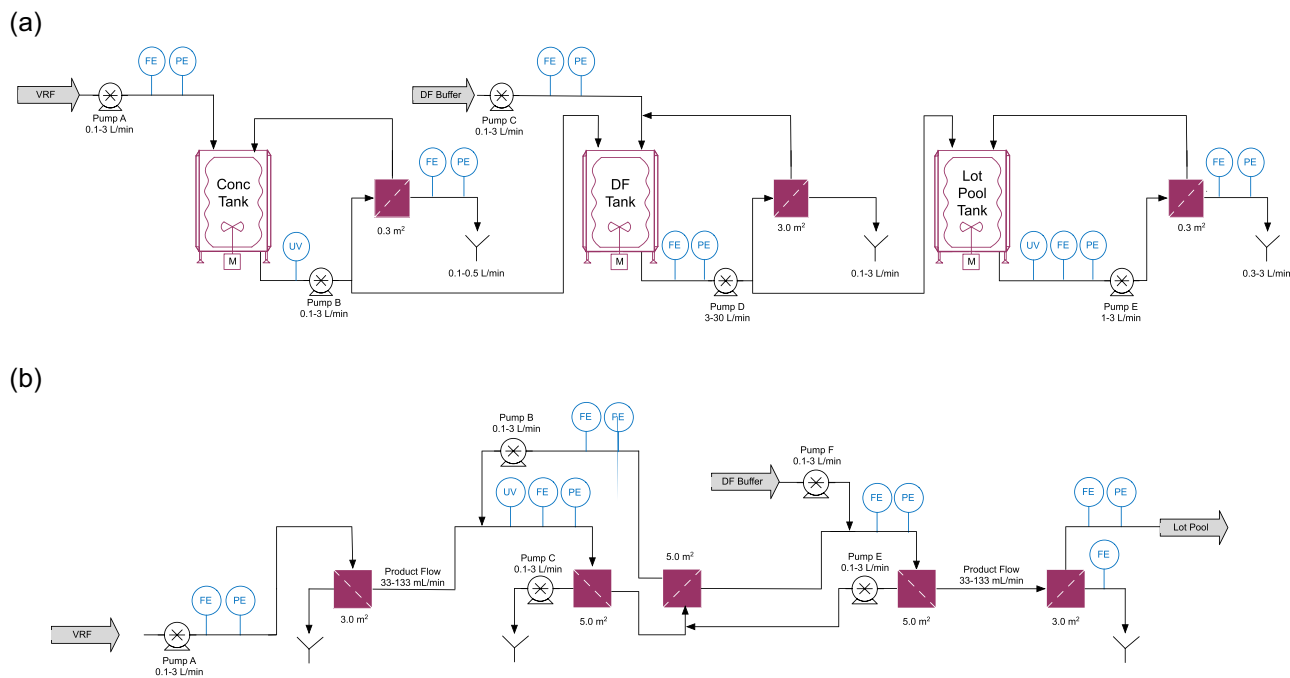 (a)
FE
PE
FE
PE
VRF
DF Buffer
Pump A
0.1-3 L/min
Pump C
0.1-3 L/min
Conc
Tank
FE
PE
DF
Tank
Lot
Pool
Tank
FE
PE
0.3 m²
3.0 m²
0.3 m²
UV
FE
PE
UV
FE
PE
M
M
M
0.1-0.5 L/min
0.1-3 L/min
0.3-3 L/min
Pump B
0.1-3 L/min
Pump D
3-30 L/min
Pump E
1-3 L/min
(b)
Pump B
0.1-3 L/min
FE
PE
Pump F
0.1-3 L/min
DF Buffer
UV
FE
PE
FE
PE
FE
PE
Lot Pool
Pump C
0.1-3 L/min
5.0 m²
Pump E
0.1-3 L/min
FE
Product Flow
33-133 mL/min
Product Flow
33-133 mL/min
FE
PE
3.0 m²
5.0 m²
5.0 m²
3.0 m²
VRF
Pump A
0.1-3 L/min